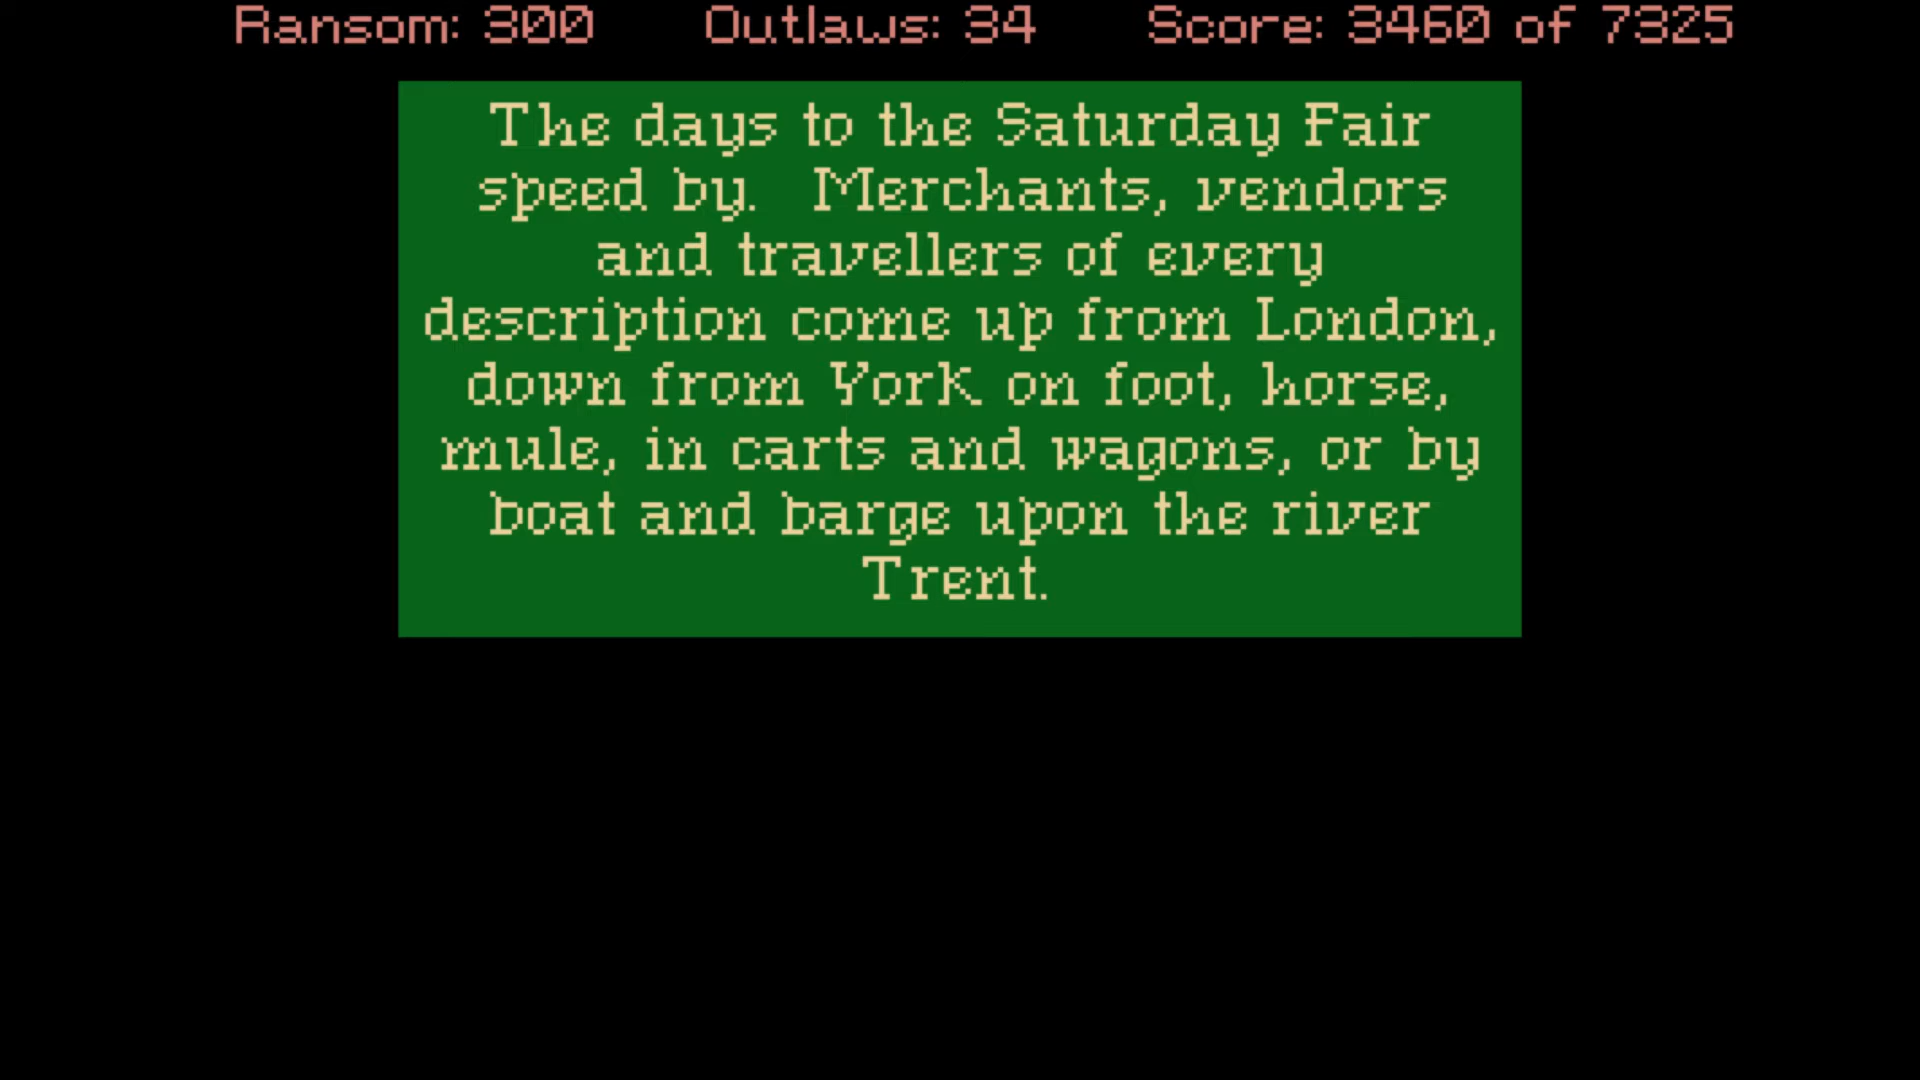 Ransom: 300 Outlaws: 34 Score: 3460 of 7325
The days to the Saturday Fair
speed by. Merchants, vendors
and travellers of every
description come up from London,
down from York on foot, horse,
mule, in carts and wagons, or by
boat and barge upon the river
Trent.